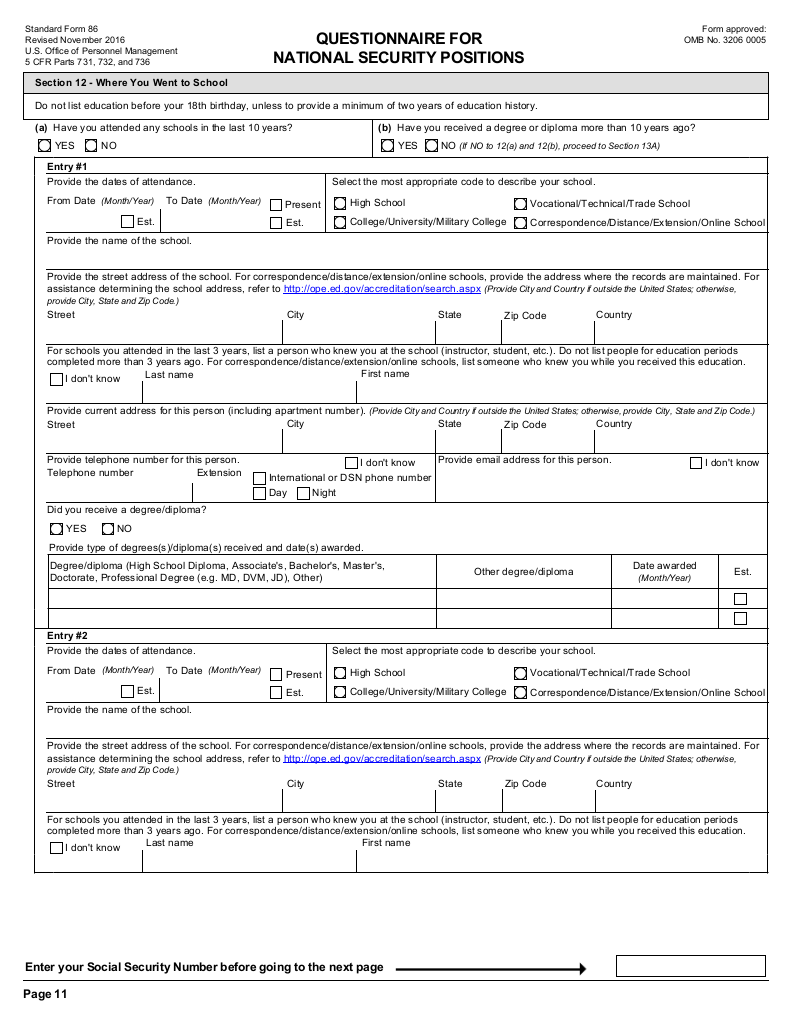 Standard Form 86
Revised November 2016
U.S. Office of Personnel Management
5 CFR Parts 731, 732, and 736
QUESTIONNAIRE FOR
NATIONAL SECURITY POSITIONS
Form approved:
OMB No. 3206 0005
Section 12 - Where You Went to School
Do not list education before your 18th birthday, unless to provide a minimum of two years of education history.
(a) Have you attended any schools in the last 10 years?
YES NO
(b) Have you received a degree or diploma more than 10 years ago?
YES NO (If NO to 12(a) and 12(b), proceed to Section 13A)
Entry #1
Provide the dates of attendance.
From Date (Month/Year) To Date (Month/Year) Present
Est. Est.
Select the most appropriate code to describe your school.
High School Vocational/Technical/Trade School
College/University/Military College Correspondence/Distance/Extension/Online School
Provide the name of the school.
Provide the street address of the school. For correspondence/distance/extension/online schools, provide the address where the records are maintained. For
assistance determining the school address, refer to http://ope.ed.gov/accreditation/search.aspx (Provide City and Country if outside the United States; otherwise,
provide City, State and Zip Code.)
Street City State Zip Code Country
For schools you attended in the last 3 years, list a person who knew you at the school (instructor, student, etc.). Do not list people for education periods
completed more than 3 years ago. For correspondence/distance/extension/online schools, list someone who knew you while you received this education.
I don't know Last name First name
Provide current address for this person (including apartment number). (Provide City and Country if outside the United States; otherwise, provide City, State and Zip Code.)
Street City State Zip Code Country
Provide telephone number for this person. I don't know
Telephone number Extension International or DSN phone number
Day Night
Provide email address for this person. I don't know
Did you receive a degree/diploma?
YES NO
Provide type of degrees(s)/diploma(s) received and date(s) awarded.
Degree/diploma (High School Diploma, Associate's, Bachelor's, Master's,
Doctorate, Professional Degree (e.g. MD, DVM, JD), Other)
Other degree/diploma
Date awarded
(Month/Year)
Est.
Entry #2
Provide the dates of attendance.
From Date (Month/Year) To Date (Month/Year) Present
Est. Est.
Select the most appropriate code to describe your school.
High School Vocational/Technical/Trade School
College/University/Military College Correspondence/Distance/Extension/Online School
Provide the name of the school.
Provide the street address of the school. For correspondence/distance/extension/online schools, provide the address where the records are maintained. For
assistance determining the school address, refer to http://ope.ed.gov/accreditation/search.aspx (Provide City and Country if outside the United States; otherwise,
provide City, State and Zip Code.)
Street City State Zip Code Country
For schools you attended in the last 3 years, list a person who knew you at the school (instructor, student, etc.). Do not list people for education periods
completed more than 3 years ago. For correspondence/distance/extension/online schools, list someone who knew you while you received this education.
I don't know Last name First name
Enter your Social Security Number before going to the next page
Page 11